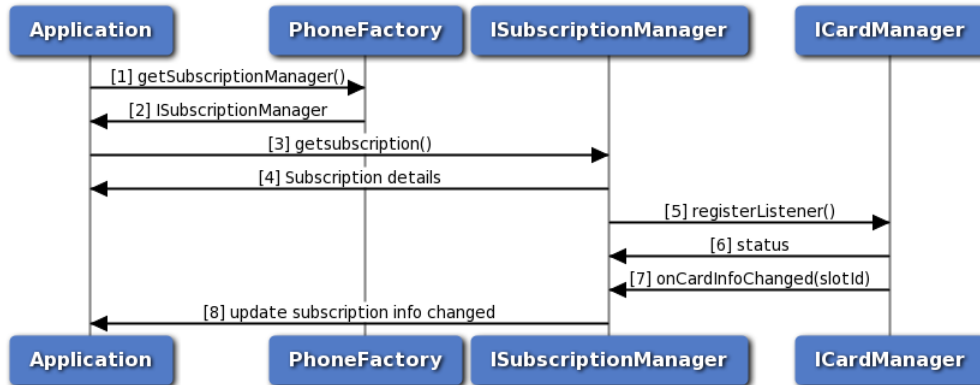 Application PhoneFactory ISubscriptionManager ICardManager
[1] getSubscriptionManager()
[2] ISubscriptionManager
[3] getsubscription()
[4] Subscription details
[5] registerListener()
[6] status
[7] onCardInfoChanged(slotId)
[8] update subscription info changed
Application PhoneFactory ISubscriptionManager ICardManager